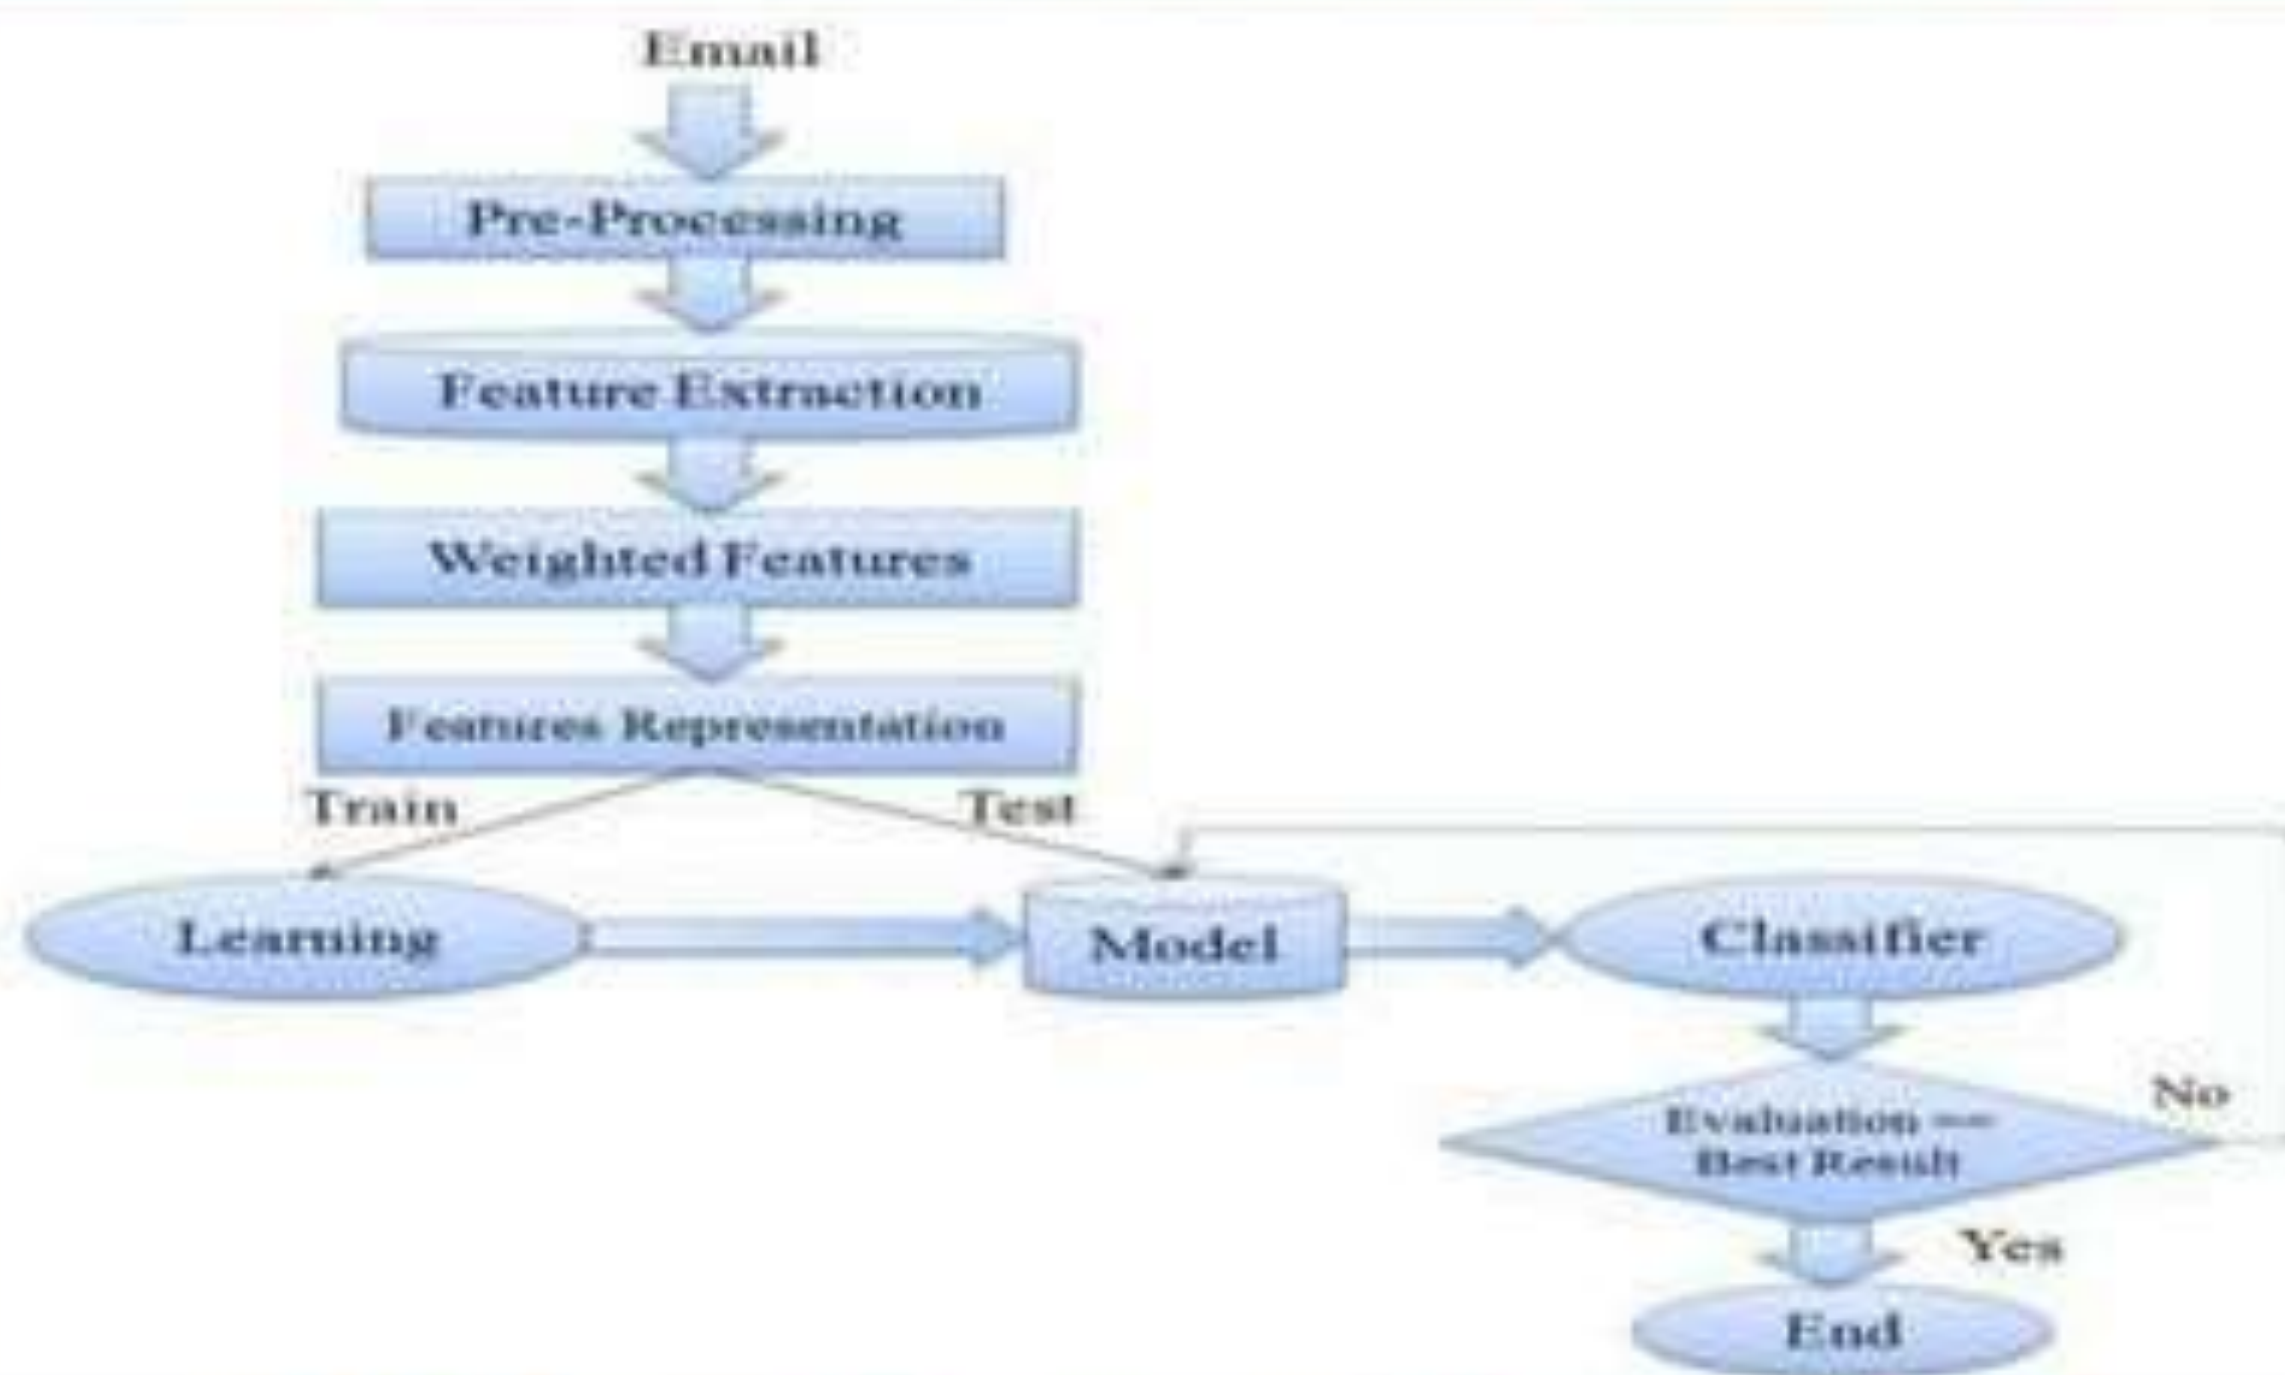 Email
Pre-Processing
Feature Extraction
Weighted Features
Features Representation
Train
Test
Learning
Model
Classifier
Evaluation ==
Best Result
No
Yes
End